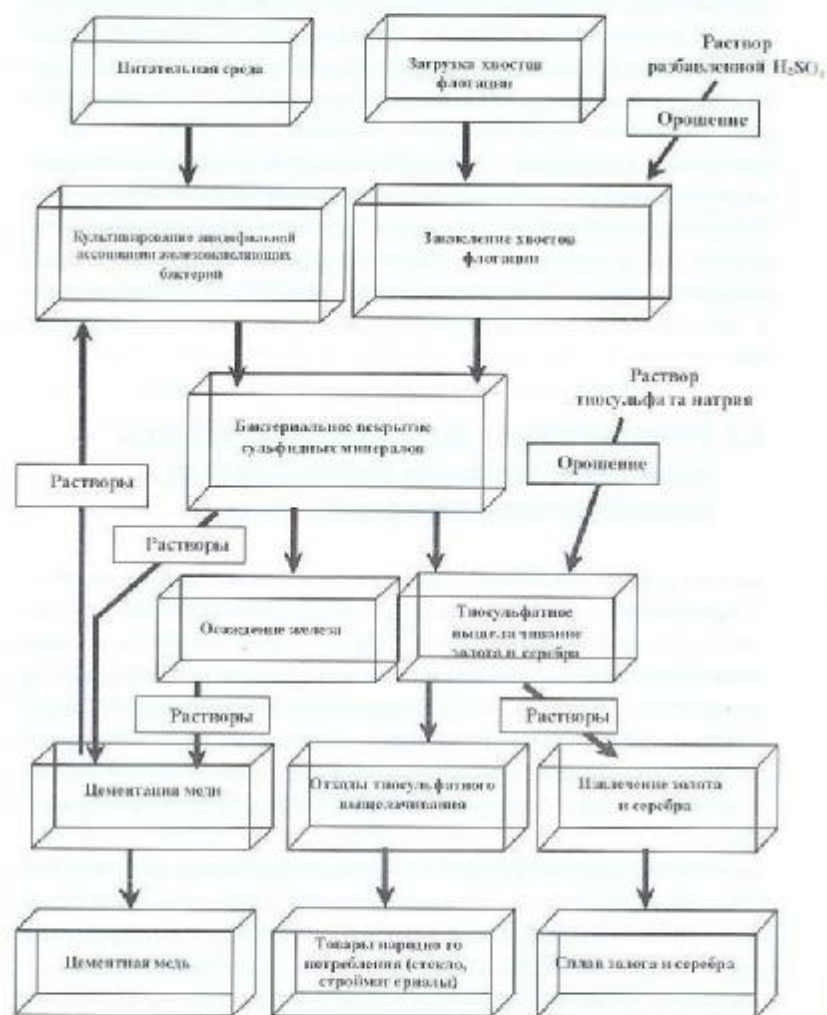 Питательная среда
Загрузка хвостов
флотации
Раствор
разбавленной H₂SO₄
Орошение
Культивирование ацидофильной
ассоциации железоокисляющих
бактерий
Закисление хвостов
флотации
Бактериальное вскрытие
сульфидных минералов
Раствор
тиосульфата натрия
Орошение
Растворы
Растворы
Осаждение железа
Тиосульфатное
выщелачивание
золота и серебра
Растворы
Растворы
Цементация меди
Отходы тиосульфатного
выщелачивания
Извлечение золота
и серебра
Цементная медь
Товары народного
потребления (стекло,
стройматериалы)
Сплав золота и серебра